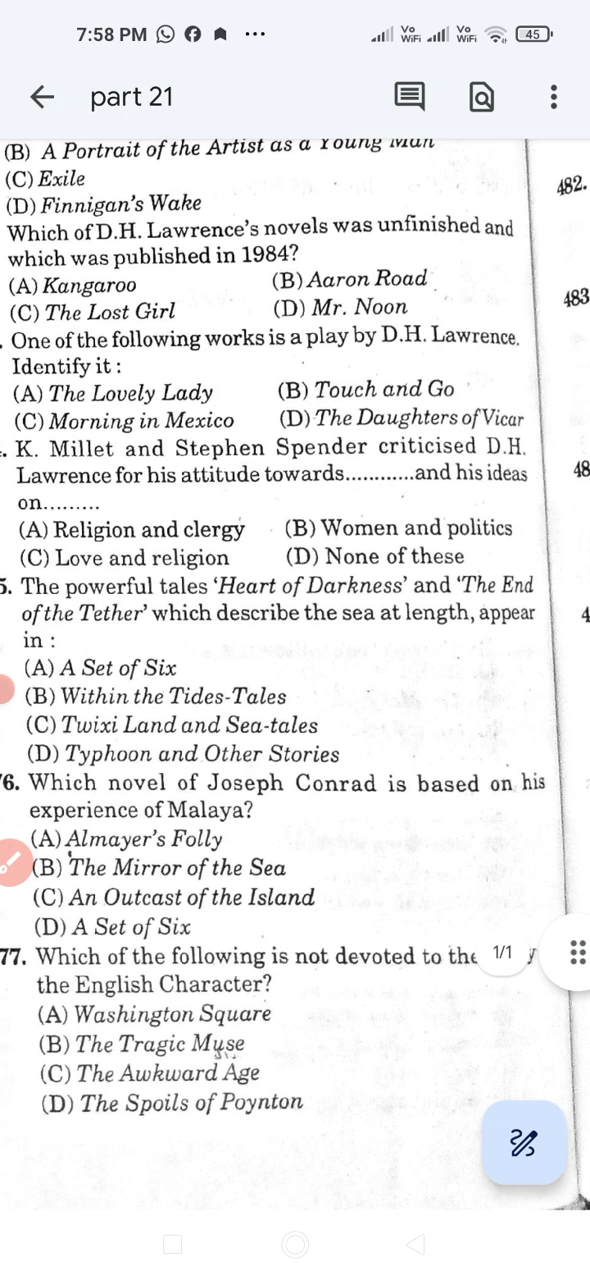 7:58 PM
Vo WiFi Vo WiFi 45
part 21
(B) A Portrait of the Artist as a Young Man
(C) Exile
(D) Finnigan's Wake
482.
Which of D.H. Lawrence's novels was unfinished and
which was published in 1984?
(A) Kangaroo (B) Aaron Road
(C) The Lost Girl (D) Mr. Noon
483
. One of the following works is a play by D.H. Lawrence.
Identify it :
(A) The Lovely Lady (B) Touch and Go
(C) Morning in Mexico (D) The Daughters of Vicar
. K. Millet and Stephen Spender criticised D.H.
Lawrence for his attitude towards............and his ideas
on.........
48
(A) Religion and clergy (B) Women and politics
(C) Love and religion (D) None of these
5. The powerful tales 'Heart of Darkness' and 'The End
of the Tether' which describe the sea at length, appear
in :
4
(A) A Set of Six
(B) Within the Tides-Tales
(C) Twixi Land and Sea-tales
(D) Typhoon and Other Stories
76. Which novel of Joseph Conrad is based on his
experience of Malaya?
(A) Almayer's Folly
(B) The Mirror of the Sea
(C) An Outcast of the Island
(D) A Set of Six
77. Which of the following is not devoted to the
1/1
the English Character?
(A) Washington Square
(B) The Tragic Muse
(C) The Awkward Age
(D) The Spoils of Poynton